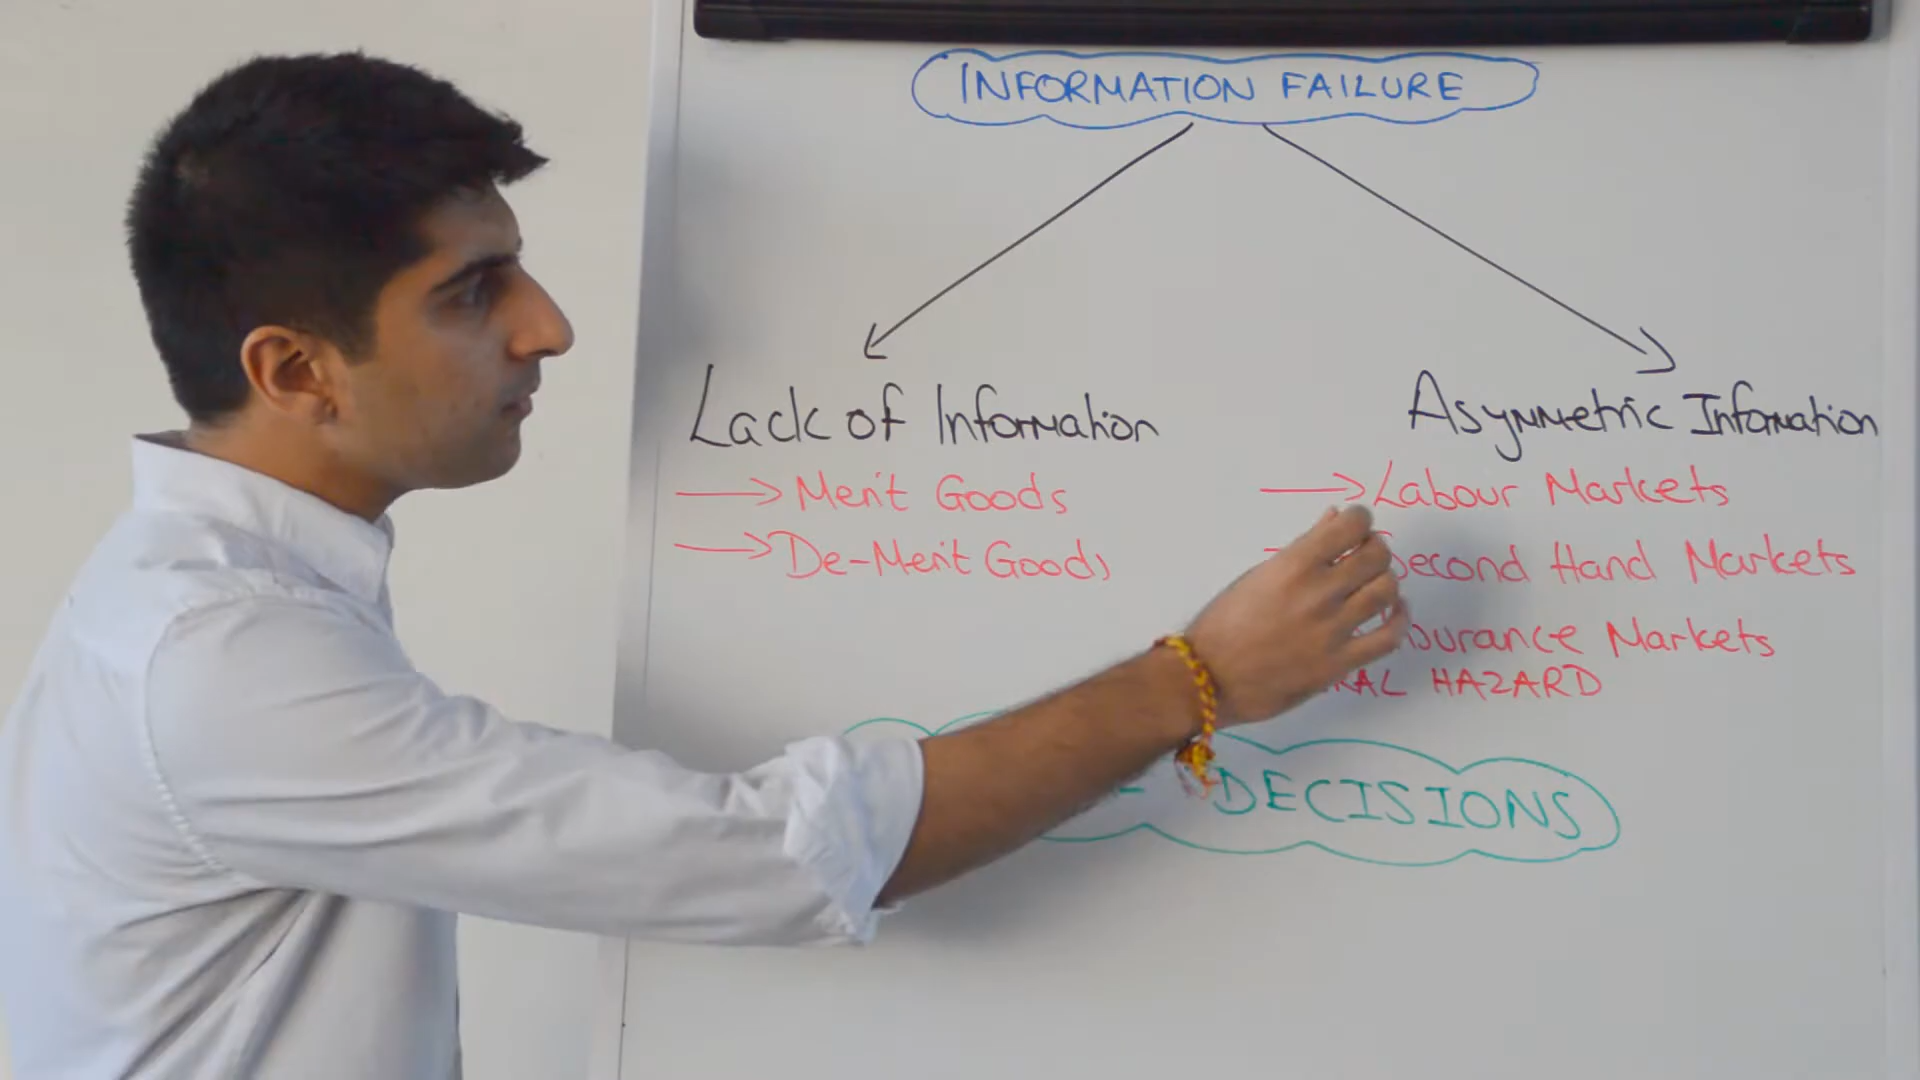 INFORMATION FAILURE
Lack of Information
Asymmetric Information
Merit Goods
De-Merit Goods
Labour Markets
Second Hand Markets
Markets
HAZARD
DECISIONS